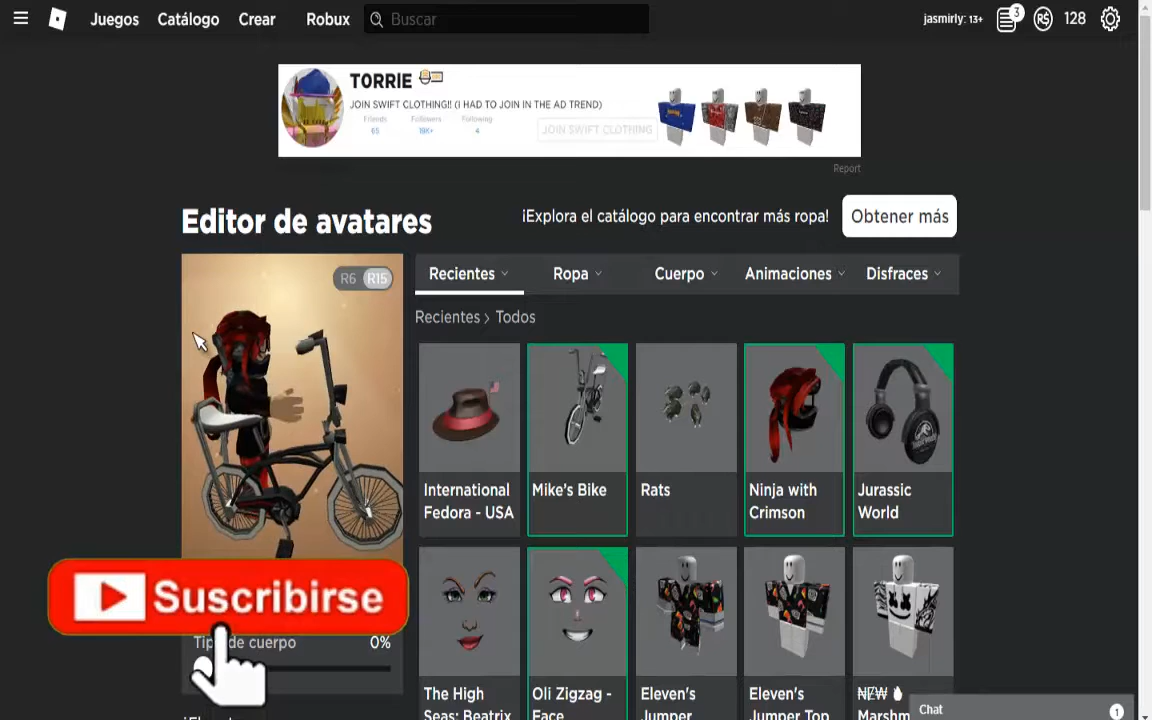 Juegos Catálogo Crear Robux Buscar jasmirly: 13+ 3 R$ 128
TORRIE
JOIN SWIFT CLOTHING!! (I HAD TO JOIN IN THE AD TREND)
Friends Followers Following
65 18K+ 4
JOIN SWIFT CLOTHING
Report
Editor de avatares
¡Explora el catálogo para encontrar más ropa! Obtener más
R6 R15
Recientes Ropa Cuerpo Animaciones Disfraces
Recientes > Todos
International Fedora - USA
Mike's Bike
Rats
Ninja with Crimson
Jurassic World
Suscribirse
Tipo de cuerpo 0%
The High Seas: Beatrix
Oli Zigzag - Face
Eleven's Jumper
Eleven's Jumper Top
NEW Marshm
Chat 1